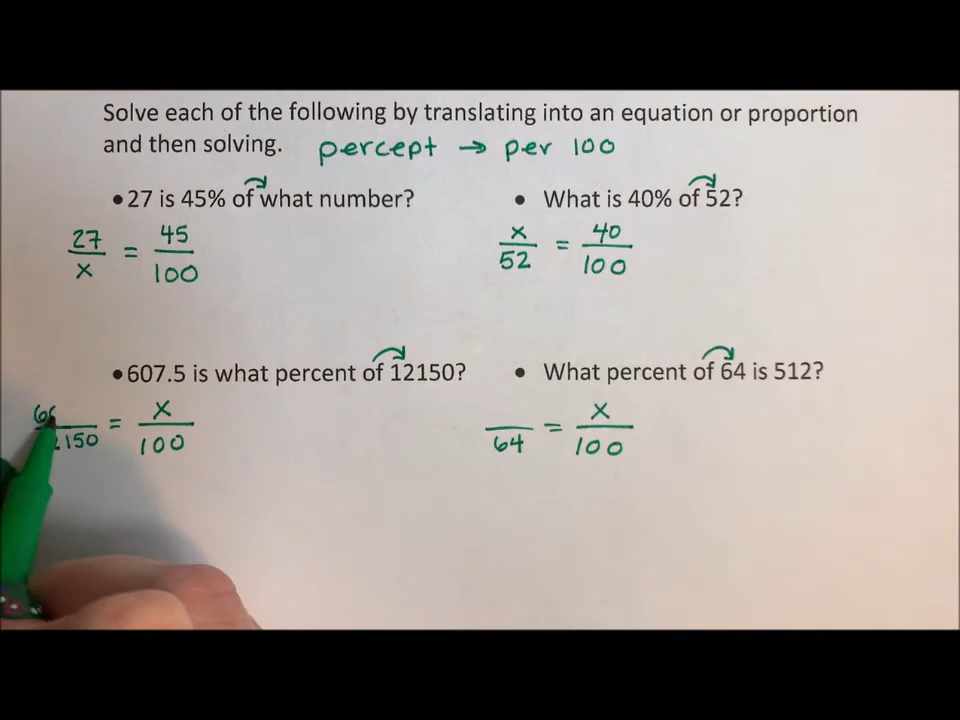 Solve each of the following by translating into an equation or proportion
and then solving. percept → per 100
• 27 is 45% of what number?
27/x = 45/100
• What is 40% of 52?
x/52 = 40/100
• 607.5 is what percent of 12150?
x/100
=
• What percent of 64 is 512?
/64 = x/100